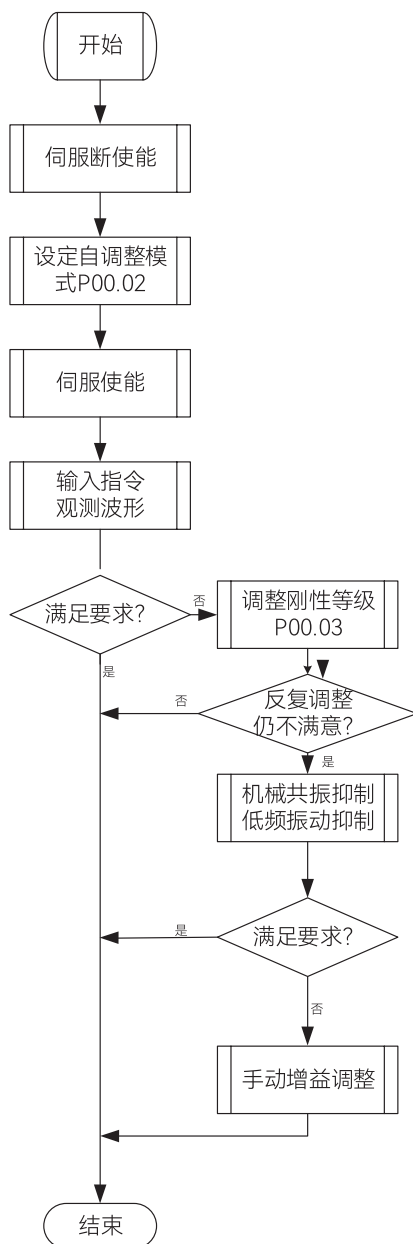 开始
伺服断使能
设定自调整模
式P00.02
伺服使能
输入指令
观测波形
满足要求?
否
调整刚性等级
P00.03
是
否
反复调整
仍不满意?
是
机械共振抑制
低频振动抑制
是
满足要求?
否
手动增益调整
结束